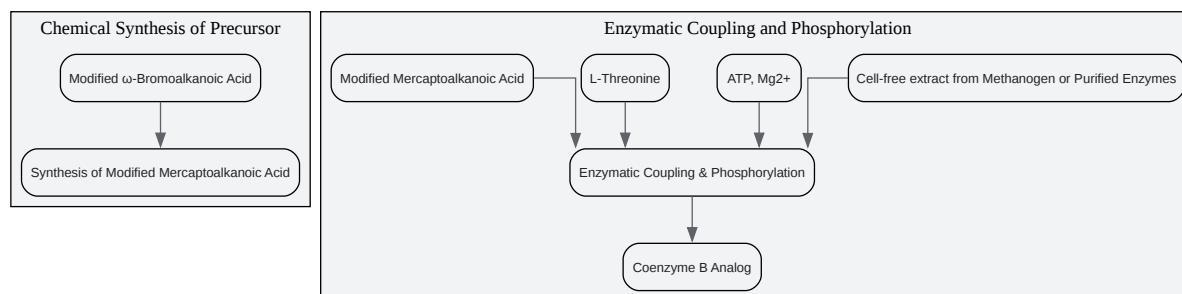 Chemical Synthesis of Precursor
Modified ω-Bromoalkanoic Acid
Synthesis of Modified Mercaptoalkanoic Acid
Enzymatic Coupling and Phosphorylation
Modified Mercaptoalkanoic Acid
L-Threonine
ATP, Mg2+
Cell-free extract from Methanogen or Purified Enzymes
Enzymatic Coupling & Phosphorylation
Coenzyme B Analog